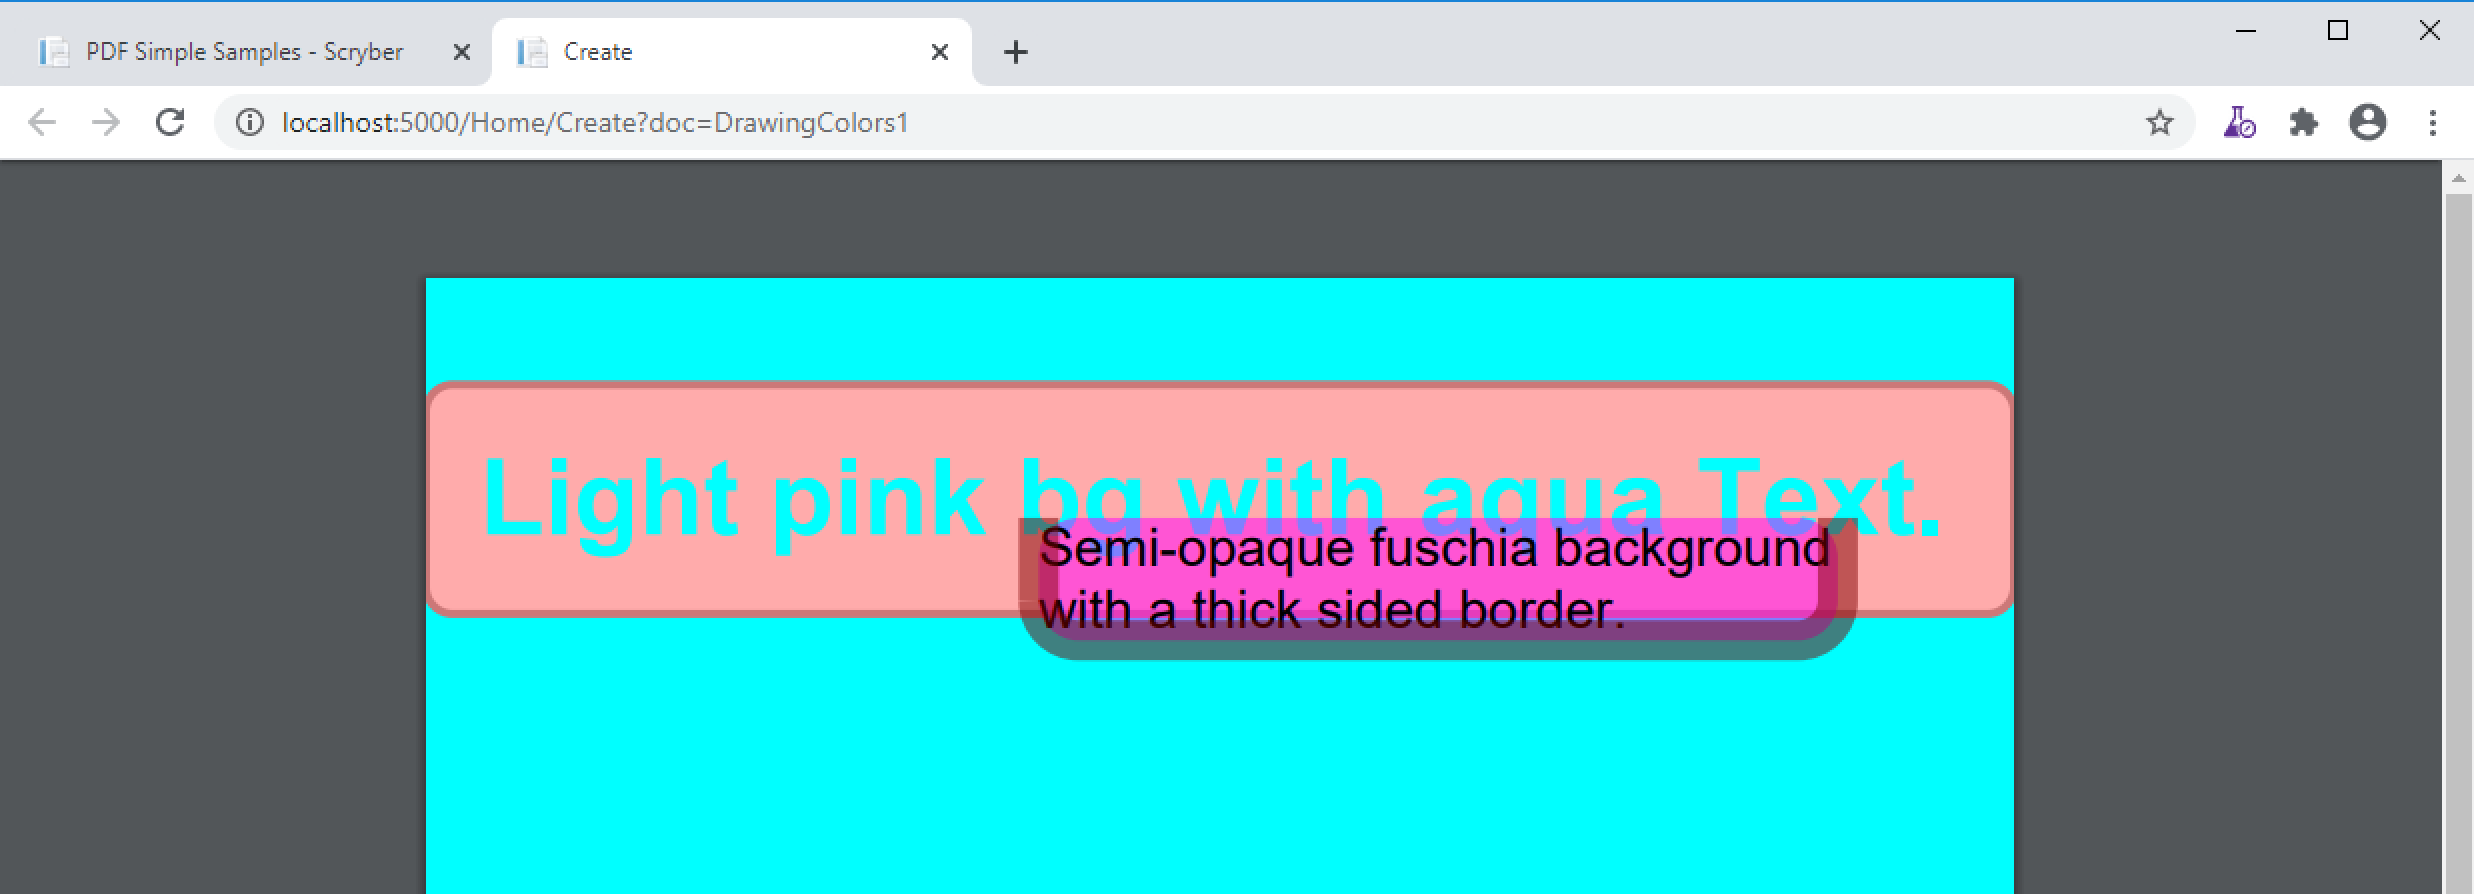 PDF Simple Samples - Scryber
Create
localhost:5000/Home/Create?doc=DrawingColors1
Light pink bg with aqua Text.
Semi-opaque fuschia background
with a thick sided border.